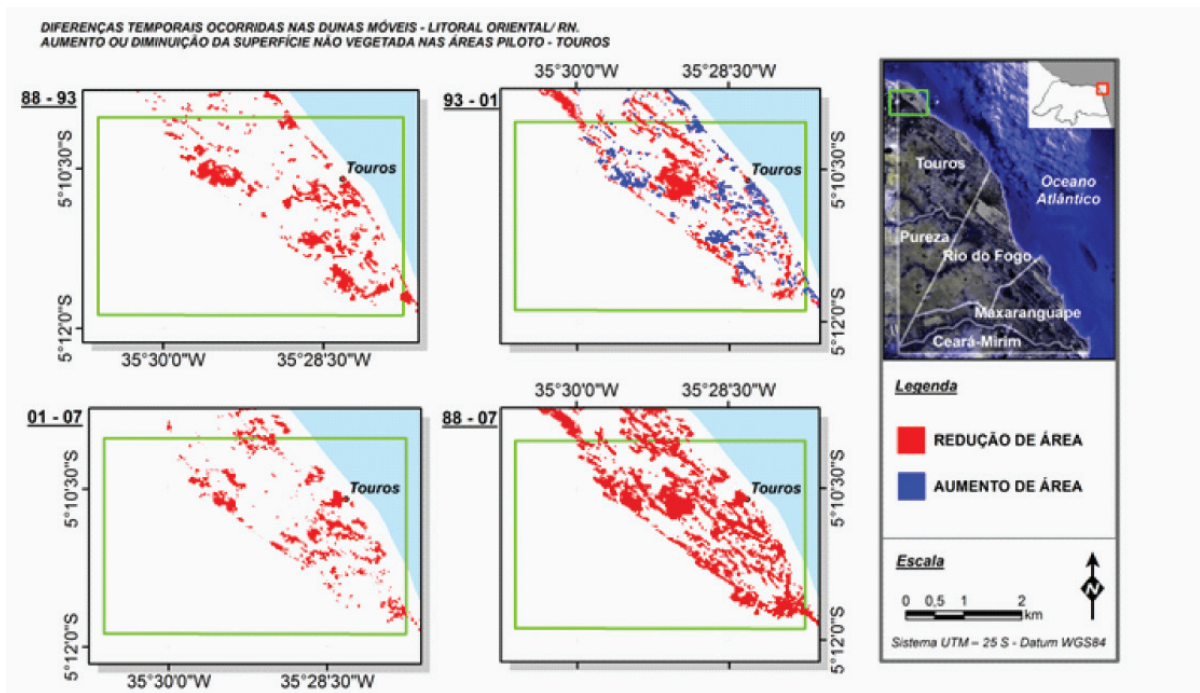 DIFERENÇAS TEMPORAIS OCORRIDAS NAS DUNAS MÓVEIS - LITORAL ORIENTAL/ RN.
AUMENTO OU DIMINUIÇÃO DA SUPERFÍCIE NÃO VEGETADA NAS ÁREAS PILOTO - TOUROS
88 - 93
Touros
5°10'30"S
5°12'0"S
35°30'0"W
35°28'30"W
35°30'0"W
35°28'30"W
93 - 01
Touros
5°10'30"S
5°12'0"S
01 - 07
Touros
5°10'30"S
5°12'0"S
35°30'0"W
35°28'30"W
35°30'0"W
35°28'30"W
88 - 07
Touros
5°10'30"S
5°12'0"S
Touros
Oceano
Atlântico
Pureza
Rio do Fogo
Maxaranguape
Ceará-Mirim
Legenda
REDUÇÃO DE ÁREA
AUMENTO DE ÁREA
Escala
N
0 0,5 1 2
km
Sistema UTM – 25 S - Datum WGS84